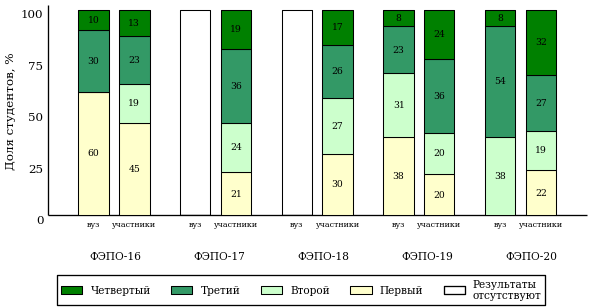 100
75
50
25
0
Доля студентов, %
10 13 19 17 8 24 8 32
30 23 36 26 23 36 54 27
60 19 24 27 31 20 38 19
45 21 30 38 20 22
вуз участники вуз участники вуз участники вуз участники вуз участники
ФЭПО-16 ФЭПО-17 ФЭПО-18 ФЭПО-19 ФЭПО-20
Четвертый Третий Второй Первый Результаты
отсутствуют